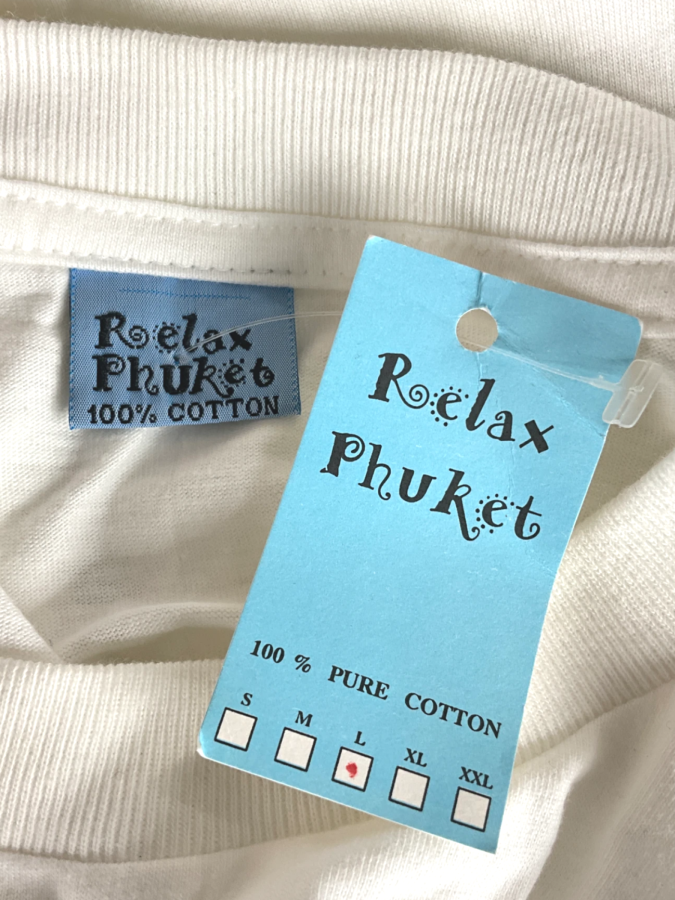 Relax
Phuket
100% COTTON
Relax
Phuket
100 % PURE COTTON
S M L XL XXL